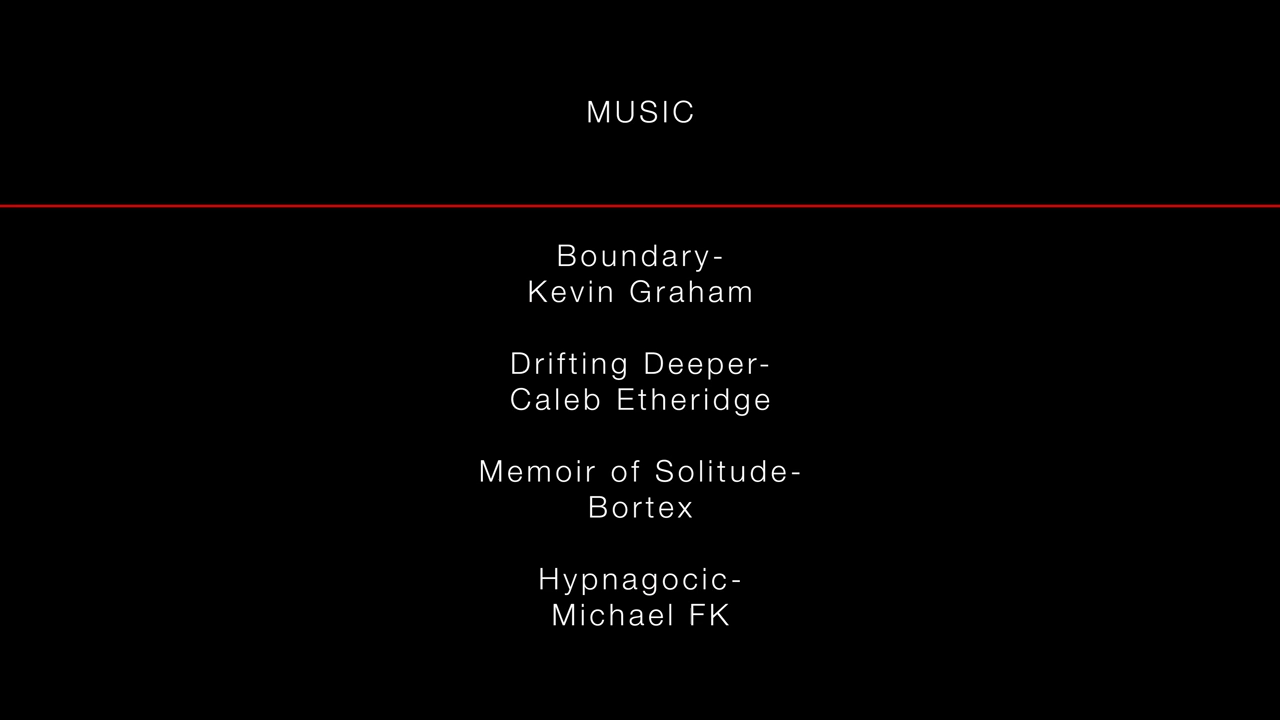 MUSIC
Boundary-
Kevin Graham
Drifting Deeper-
Caleb Etheridge
Memoir of Solitude-
Bortex
Hypnagocic-
Michael FK